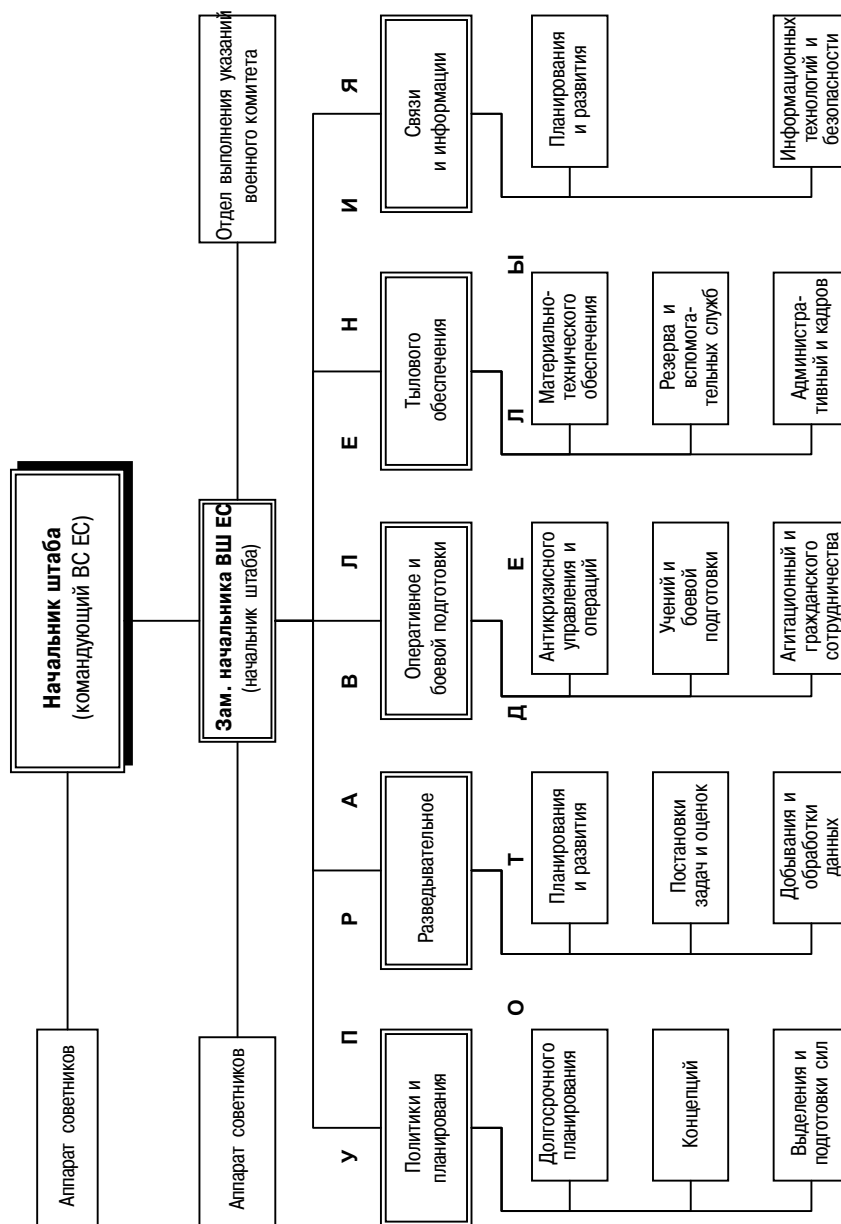 Начальник штаба
(командующий ВС ЕС)
Аппарат советников
Зам. начальника ВШ ЕС
(начальник штаба)
Аппарат советников
Отдел выполнения указаний
военного комитета
У П Р А В Л Е Н И Я
Политики и
планирования
Разведывательное
Оперативное и
боевой подготовки
Тылового
обеспечения
Связи
и информации
О Т Д Е Л Ы
Долгосрочного
планирования
Планирования
и развития
Антикризисного
управления и
операций
Материально-
технического
обеспечения
Планирования
и развития
Концепций
Постановки
задач и оценок
Учений и
боевой
подготовки
Резерва и
вспомога-
тельных служб
Выделения и
подготовки сил
Добывания и
обработки
данных
Агитационный и
гражданского
сотрудничества
Администра-
тивный и кадров
Информационных
технологий и
безопасности